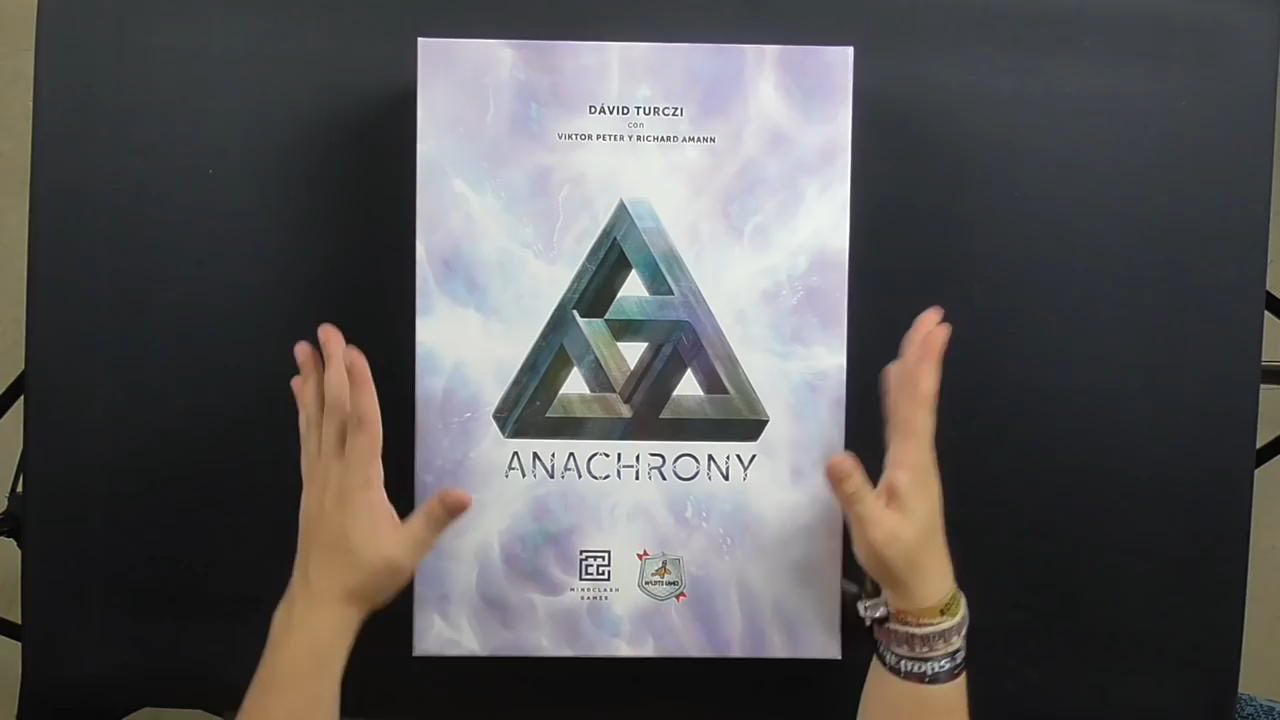 DÁVID TURCZI
con
VIKTOR PETER Y RICHARD AMANN
ANACHRONY
MINDCLASH
GAMES